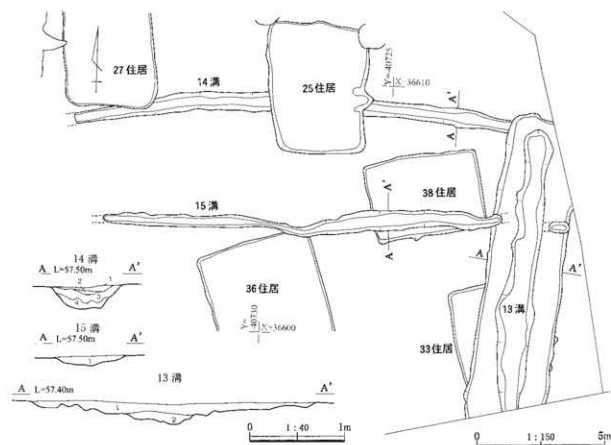 27住居
14溝
25住居
Y=-40725
X=36610
A'
A
15溝
38住居
A'
A
36住居
Y=-40730
X=36600
33住居
13溝
A
A'
14溝
A L=57.50m A'
2 1
4 3
15溝
A L=57.50m A'
1
13溝
A L=57.40m A'
1
2
0 1:40 1m
0 1:150 5m